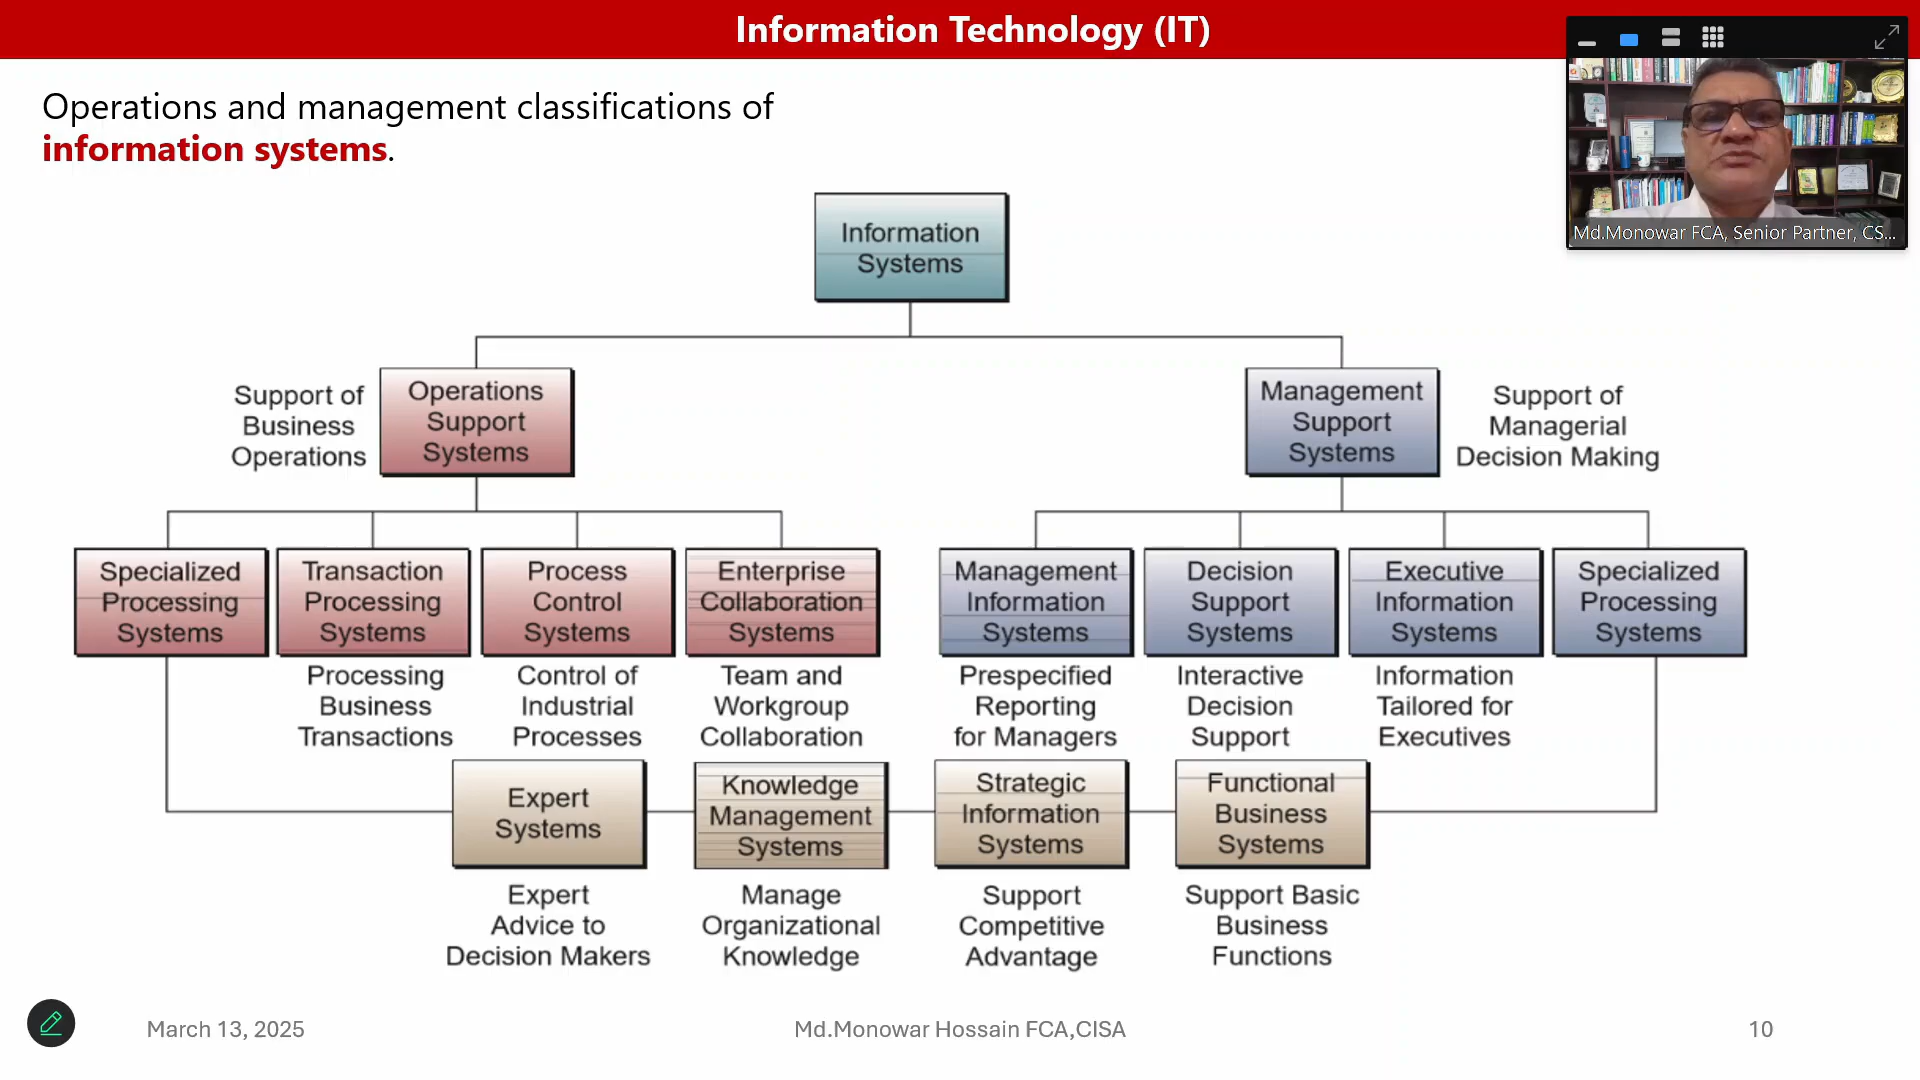 Information Technology (IT)
Operations and management classifications of
information systems.
Md.Monowar FCA, Senior Partner, CS...
Information
Systems
Support of
Business
Operations
Operations
Support
Systems
Management
Support
Systems
Support of
Managerial
Decision Making
Specialized
Processing
Systems
Transaction
Processing
Systems
Process
Control
Systems
Enterprise
Collaboration
Systems
Management
Information
Systems
Decision
Support
Systems
Executive
Information
Systems
Specialized
Processing
Systems
Processing
Business
Transactions
Control of
Industrial
Processes
Team and
Workgroup
Collaboration
Prespecified
Reporting
for Managers
Interactive
Decision
Support
Information
Tailored for
Executives
Expert
Systems
Knowledge
Management
Systems
Strategic
Information
Systems
Functional
Business
Systems
Expert
Advice to
Decision Makers
Manage
Organizational
Knowledge
Support
Competitive
Advantage
Support Basic
Business
Functions
March 13, 2025
Md.Monowar Hossain FCA,CISA
10